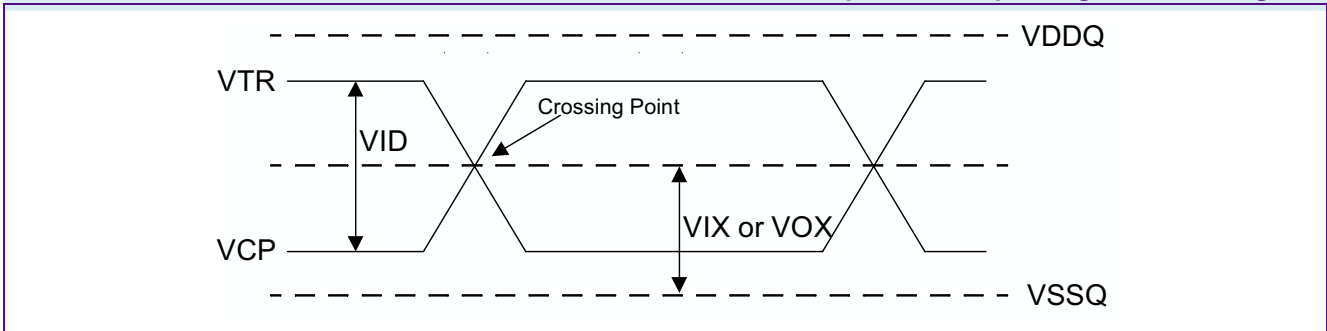 VDDQ
VTR
Crossing Point
VID
VIX or VOX
VCP
VSSQ